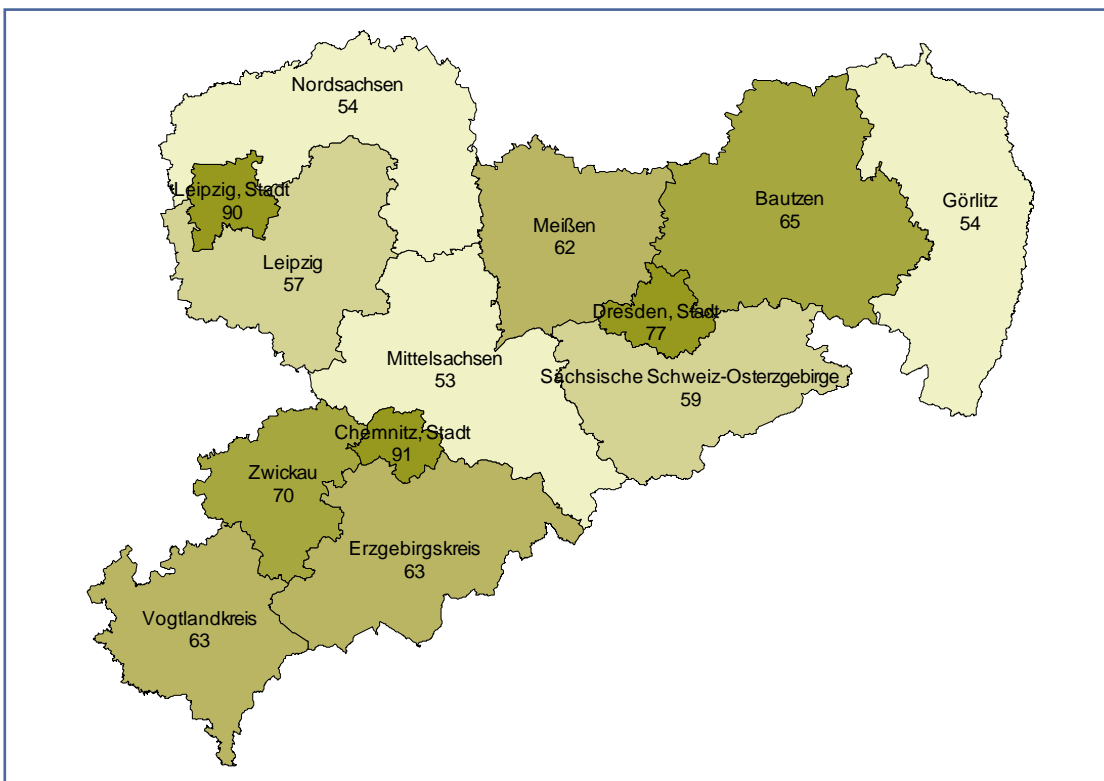 Nordsachsen
54
Leipzig, Stadt
90
Leipzig
57
Meißen
62
Bautzen
65
Görlitz
54
Dresden, Stadt
77
Mittelsachsen
53
Sächsische Schweiz-Osterzgebirge
59
Chemnitz, Stadt
91
Zwickau
70
Erzgebirgskreis
63
Vogtlandkreis
63